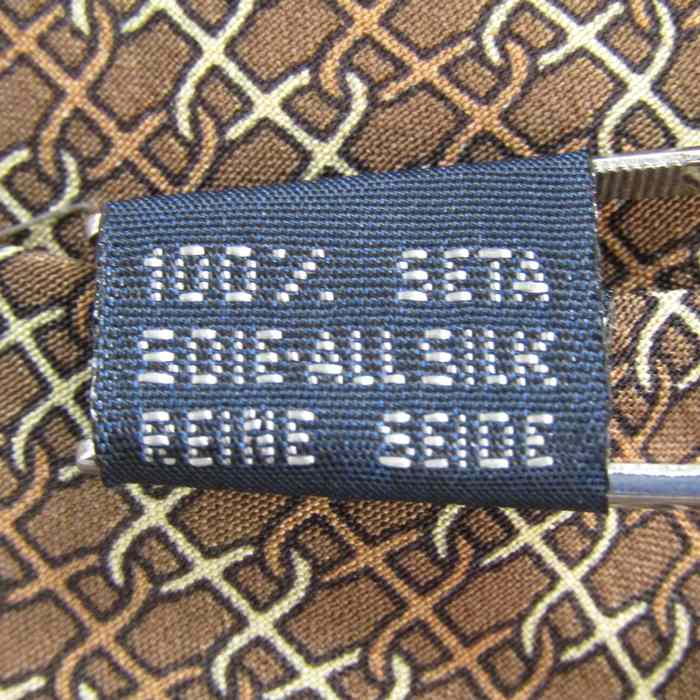 100% SETA
SOIE·ALL SILK
REINE SEIDE